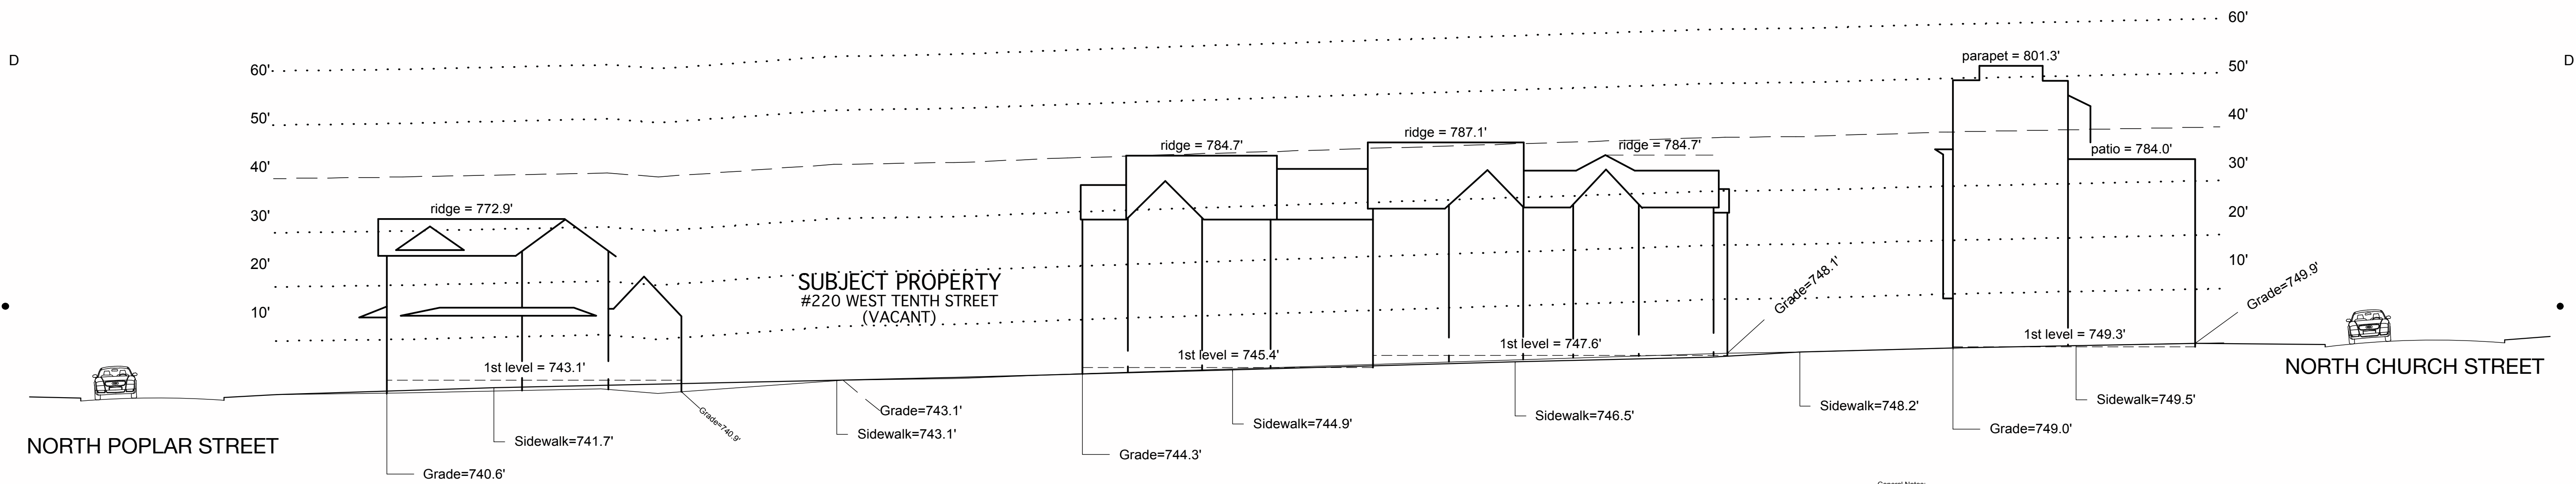 D
D
60'
50'
40'
30'
20'
10'
60'
50'
40'
30'
20'
10'
ridge = 772.9'
1st level = 743.1'
SUBJECT PROPERTY
#220 WEST TENTH STREET
(VACANT)
ridge = 784.7'
ridge = 787.1'
ridge = 784.7'
1st level = 745.4'
1st level = 747.6'
Grade=748.1'
parapet = 801.3'
patio = 784.0'
1st level = 749.3'
Grade=749.9'
NORTH POPLAR STREET
NORTH CHURCH STREET
Grade=740.6'
Sidewalk=741.7'
Grade=740.9'
Grade=743.1'
Sidewalk=743.1'
Grade=744.3'
Sidewalk=744.9'
Sidewalk=746.5'
Sidewalk=748.2'
Grade=749.0'
Sidewalk=749.5'
General Notes: